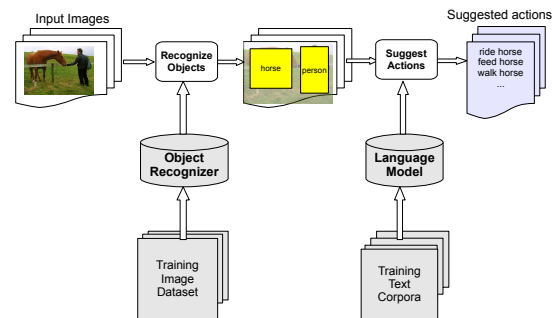 Input Images
Suggested actions
Recognize
Objects
horse
person
Suggest
Actions
ride horse
feed horse
walk horse
...
Object
Recognizer
Language
Model
Training
Image
Dataset
Training
Text
Corpora